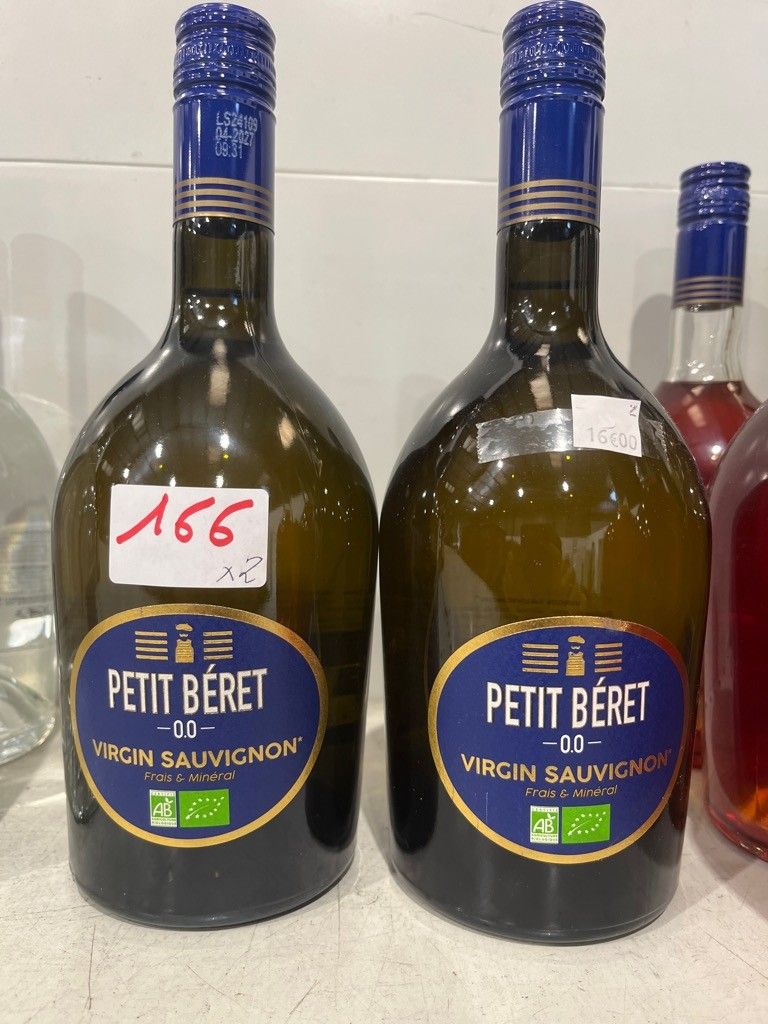 LS24109
04-2027
09:31
166
x2
PETIT BÉRET
0.0
VIRGIN SAUVIGNON*
Frais & Minéral
AB
2
16€00
PETIT BÉRET
0.0
VIRGIN SAUVIGNON*
Frais & Minéral
AB